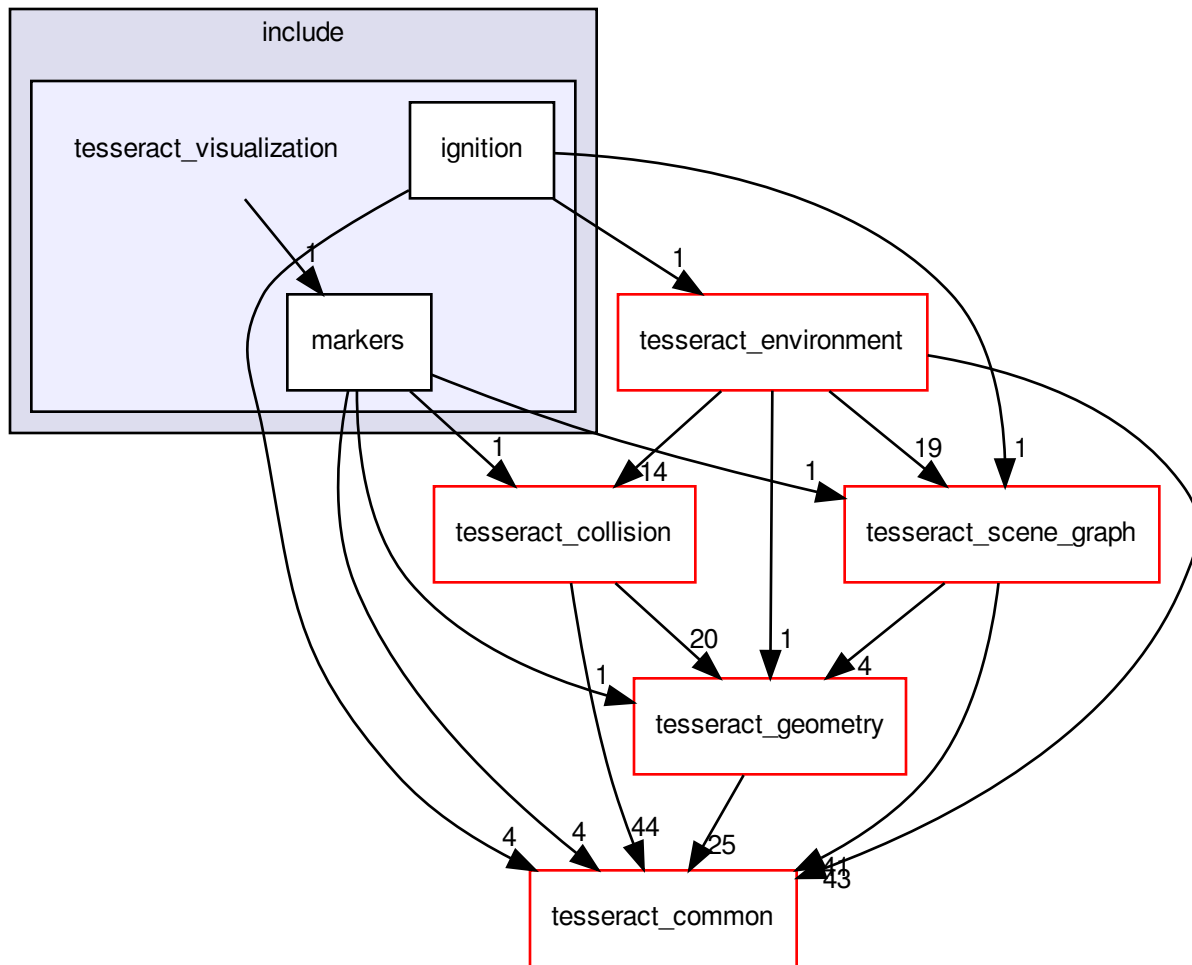 include
tesseract_visualization
ignition
1
1
markers
tesseract_environment
1
14
1
19
1
tesseract_collision
tesseract_scene_graph
1
20
1
4
tesseract_geometry
4
4
44
25
41
43
tesseract_common